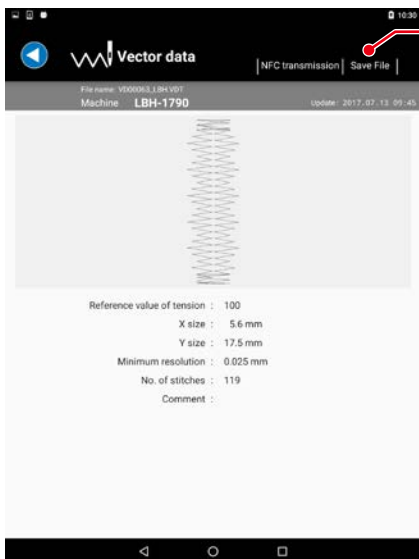 10:30
Vector data
NFC transmission Save File
File name: VD00063_LBH.VDT
Machine LBH-1790 Update: 2017.07.13 09:45
Reference value of tension : 100
X size : 5.6 mm
Y size : 17.5 mm
Minimum resolution : 0.025 mm
No. of stitches : 119
Comment :